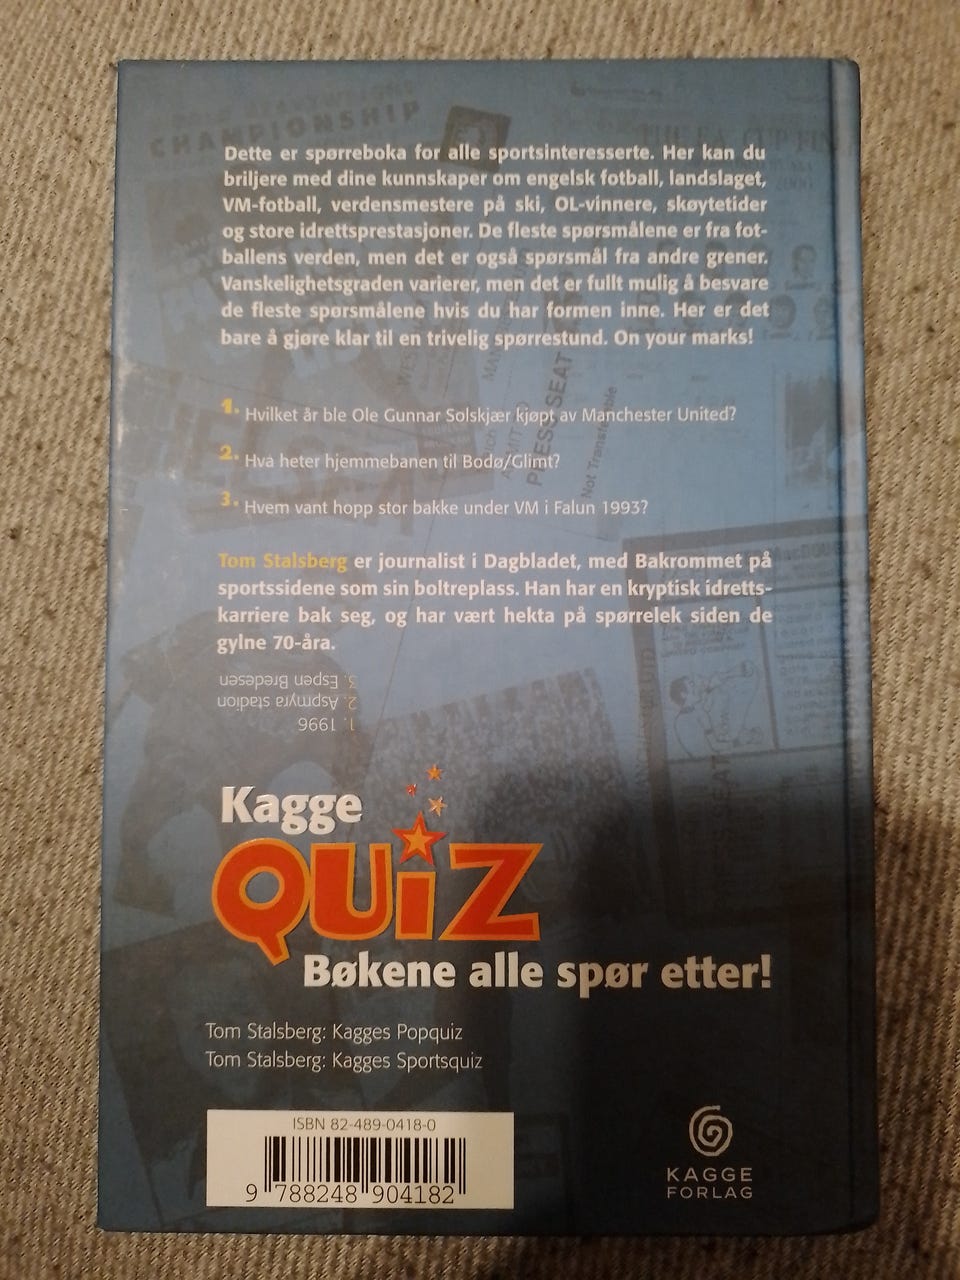 CHAMPIONSHIP
THE F.A. CUP FIN
Dette er spørreboka for alle sportsinteresserte. Her kan du
briljere med dine kunnskaper om engelsk fotball, landslaget,
VM-fotball, verdensmestere på ski, OL-vinnere, skøytetider
og store idrettsprestasjoner. De fleste spørsmålene er fra fot-
ballens verden, men det er også spørsmål fra andre grener.
Vanskelighetsgraden varierer, men det er fullt mulig å besvare
de fleste spørsmålene hvis du har formen inne. Her er det
bare å gjøre klar til en trivelig spørrestund. On your marks!
PRESS SEAT
Not Transferable
1. Hvilket år ble Ole Gunnar Solskjær kjøpt av Manchester United?
2. Hva heter hjemmebanen til Bodø/Glimt?
3. Hvem vant hopp stor bakke under VM i Falun 1993?
Tom Stalsberg er journalist i Dagbladet, med Bakrommet på
sportssidene som sin boltreplass. Han har en kryptisk idretts-
karriere bak seg, og har vært hekta på spørrelek siden de
gylne 70-åra.
1. 1996
2. Aspmyra stadion
3. Espen Bredesen
Kagge
QUiZ
Bøkene alle spør etter!
Tom Stalsberg: Kagges Popquiz
Tom Stalsberg: Kagges Sportsquiz
ISBN 82-489-0418-0
9 788248 904182
KAGGE
FORLAG